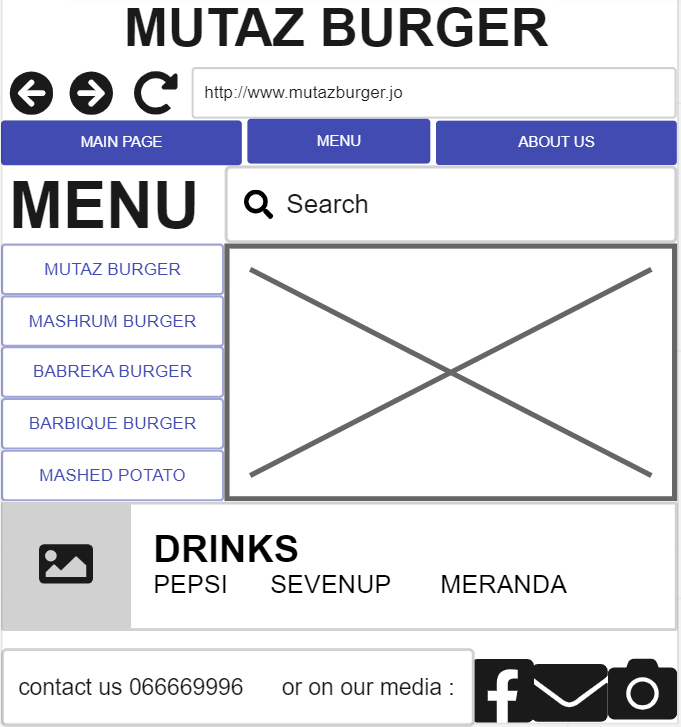 MUTAZ BURGER
http://www.mutazburger.jo
MAIN PAGE MENU ABOUT US
MENU
Search
MUTAZ BURGER
MASHRUM BURGER
BABREKA BURGER
BARBIQUE BURGER
MASHED POTATO
DRINKS
PEPSI SEVENUP MERANDA
contact us 066669996 or on our media :